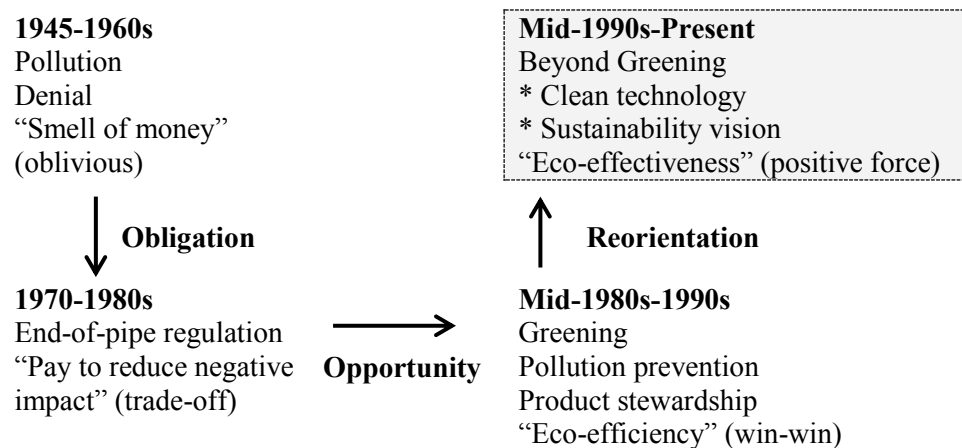 1945-1960s
Pollution
Denial
“Smell of money”
(oblivious)
Obligation
1970-1980s
End-of-pipe regulation
“Pay to reduce negative
impact” (trade-off)
Opportunity
Mid-1980s-1990s
Greening
Pollution prevention
Product stewardship
“Eco-efficiency” (win-win)
Reorientation
Mid-1990s-Present
Beyond Greening
* Clean technology
* Sustainability vision
“Eco-effectiveness” (positive force)